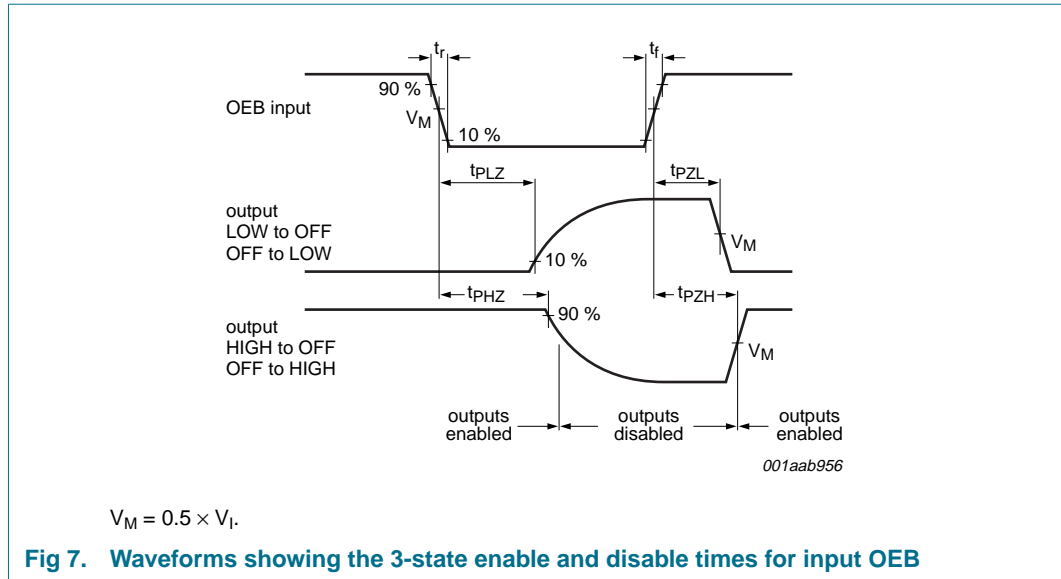 tr
tf
90 %
OEB input
VM
10 %
tPLZ
tPZL
output
LOW to OFF
OFF to LOW
VM
10 %
tPHZ
tPZH
90 %
output
HIGH to OFF
OFF to HIGH
VM
outputs enabled
outputs disabled
outputs enabled
001aab956
VM = 0.5 × VI.
Fig 7. Waveforms showing the 3-state enable and disable times for input OEB